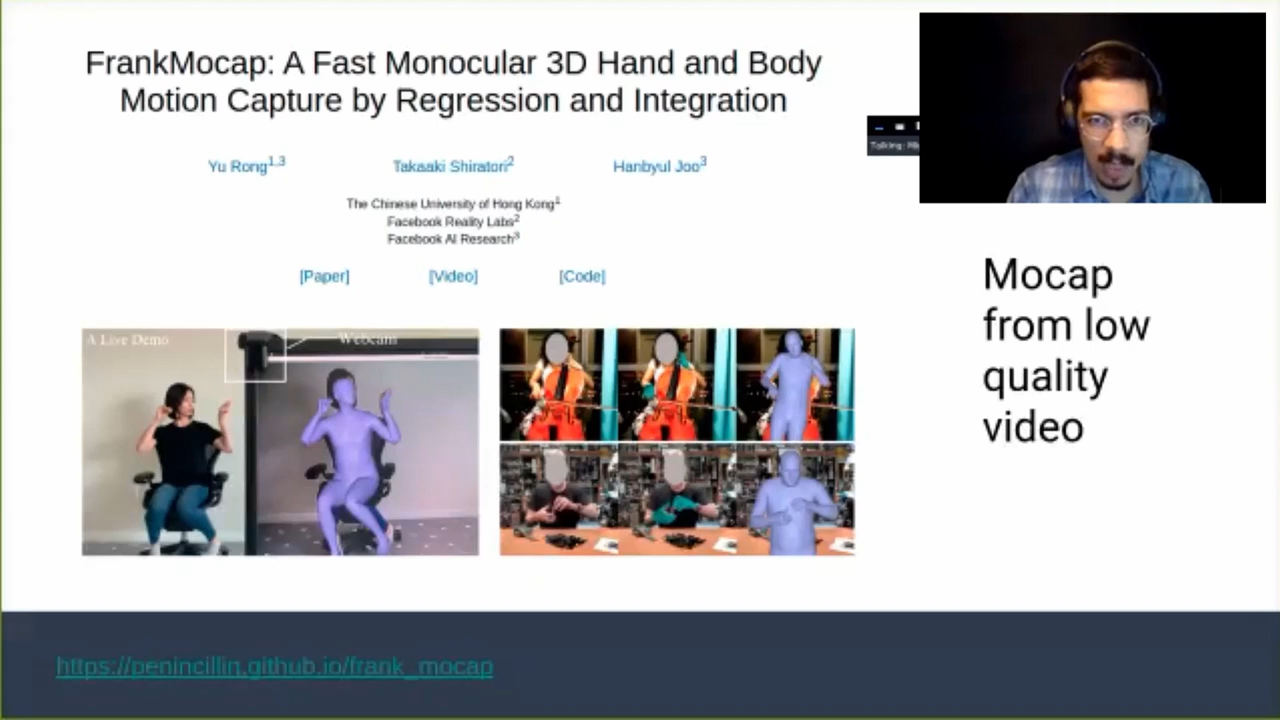 FrankMocap: A Fast Monocular 3D Hand and Body
Motion Capture by Regression and Integration
Yu Rong1,3 Takaaki Shiratori2 Hanbyul Joo3
The Chinese University of Hong Kong1
Facebook Reality Labs2
Facebook AI Research3
[Paper] [Video] [Code]
A Live Demo
Webcam
Talking:
Mocap
from low
quality
video
https://penincillin.github.io/frank_mocap